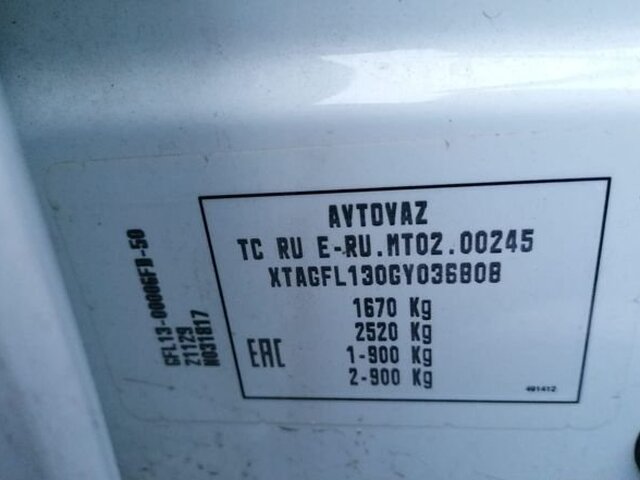 AVTOVAZ
TC RU E-RU.MT02.00245
XTAGFL130GY036808
1670 Kg
2520 Kg
1-900 Kg
2-900 Kg
EAC
491412
GFL13-00006FD-50
21129
N031817